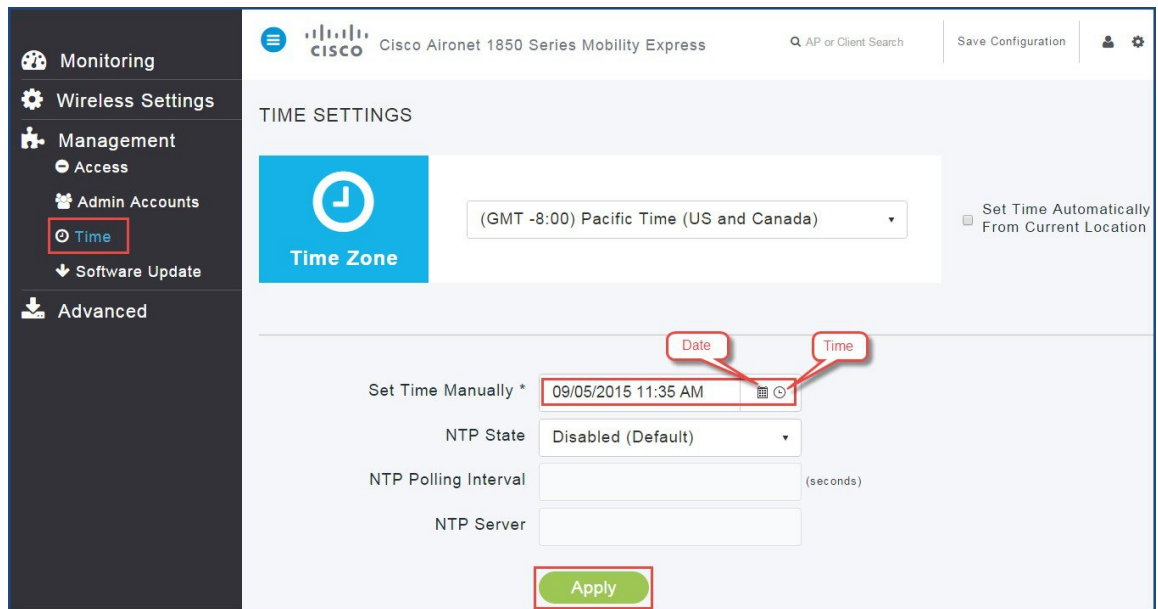 Monitoring
Wireless Settings
Management
Access
Admin Accounts
Time
Software Update
Advanced
CISCO Cisco Aironet 1850 Series Mobility Express
AP or Client Search
Save Configuration
TIME SETTINGS
Time Zone
(GMT -8:00) Pacific Time (US and Canada)
Set Time Automatically
From Current Location
Date
Time
Set Time Manually *
09/05/2015 11:35 AM
NTP State
Disabled (Default)
NTP Polling Interval
(seconds)
NTP Server
Apply